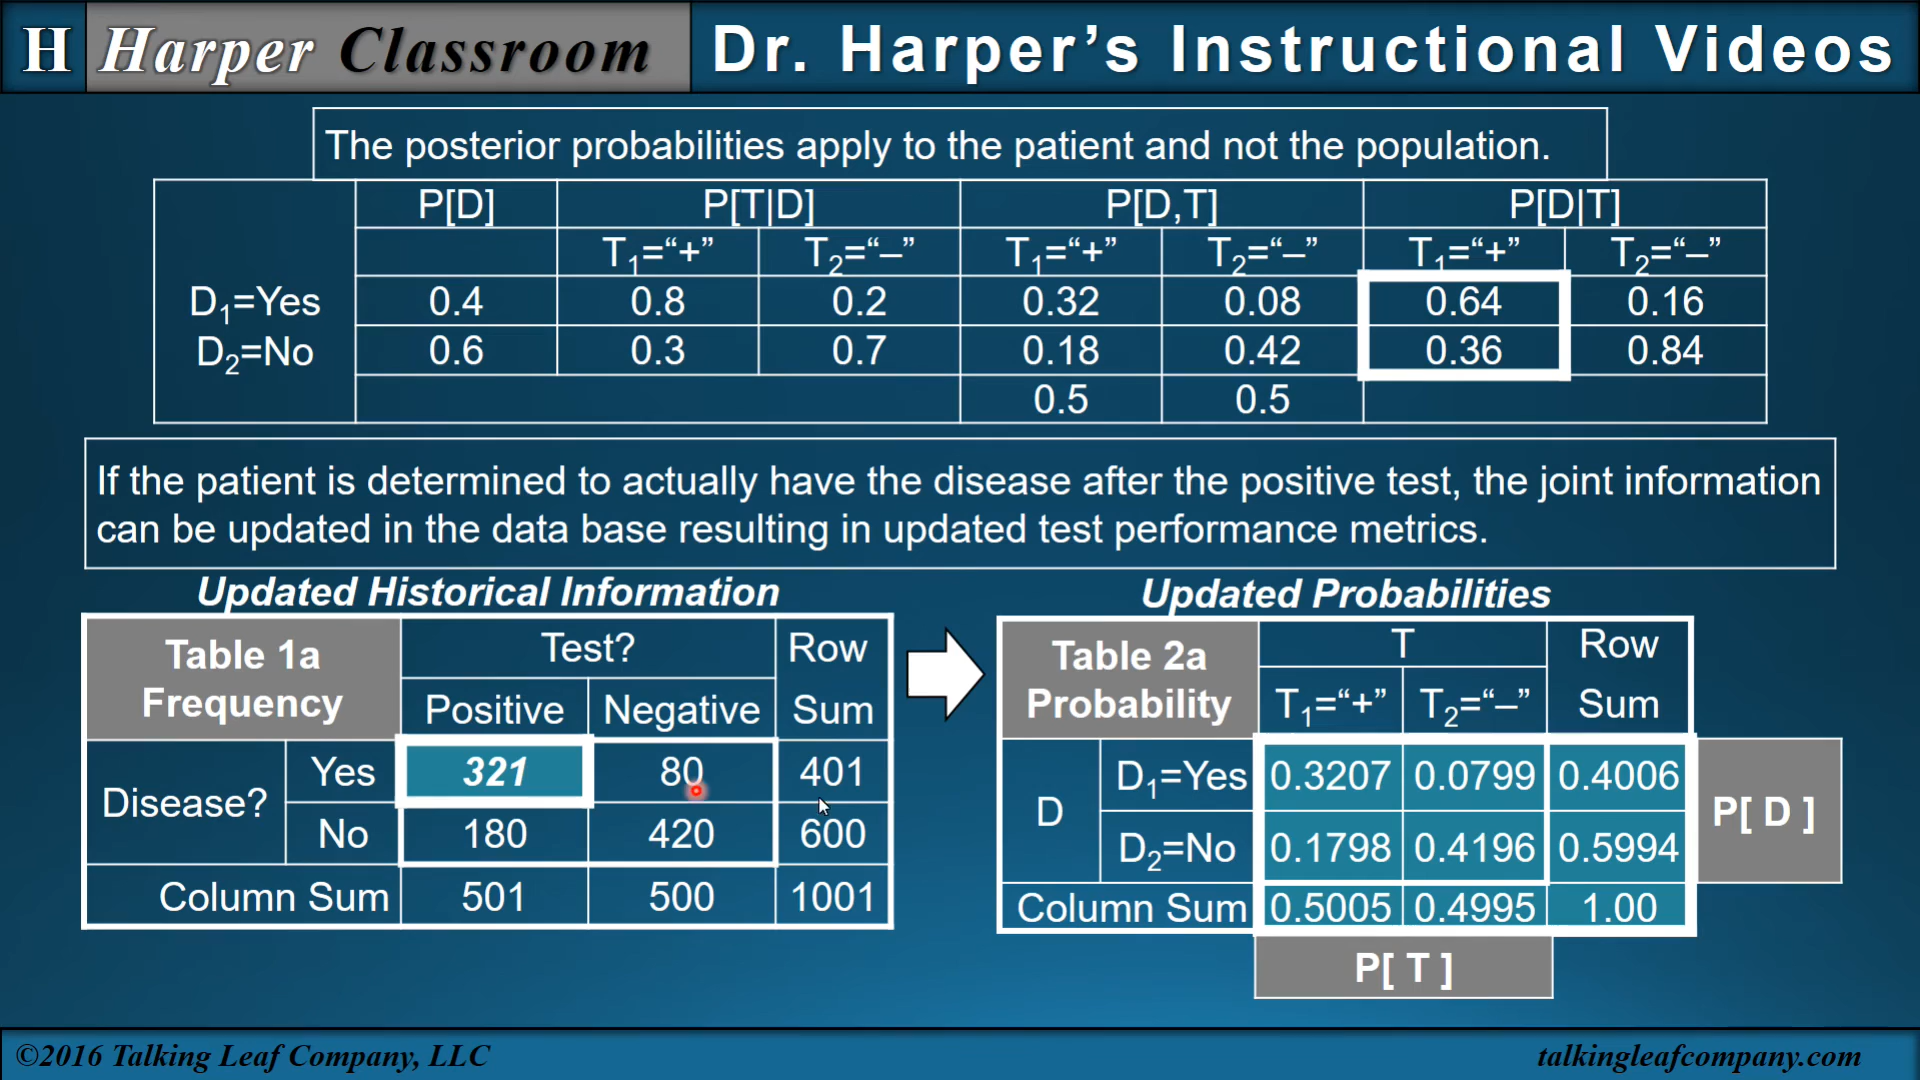 H Harper Classroom Dr. Harper’s Instructional Videos
The posterior probabilities apply to the patient and not the population.
P[D] P[T|D] P[D,T] P[D|T]
T₁=“+” T₂=“–” T₁=“+” T₂=“–” T₁=“+” T₂=“–”
D₁=Yes 0.4 0.8 0.2 0.32 0.08 0.64 0.16
D₂=No 0.6 0.3 0.7 0.18 0.42 0.36 0.84
0.5 0.5
If the patient is determined to actually have the disease after the positive test, the joint information
can be updated in the data base resulting in updated test performance metrics.
Updated Historical Information
Table 1a Test? Row
Frequency Positive Negative Sum
Disease? Yes 321 80 401
No 180 420 600
Column Sum 501 500 1001
Updated Probabilities
Table 2a T Row
Probability T₁=“+” T₂=“–” Sum
D D₁=Yes 0.3207 0.0799 0.4006 P[ D ]
D₂=No 0.1798 0.4196 0.5994
Column Sum 0.5005 0.4995 1.00
P[ T ]
©2016 Talking Leaf Company, LLC talkingleafcompany.com